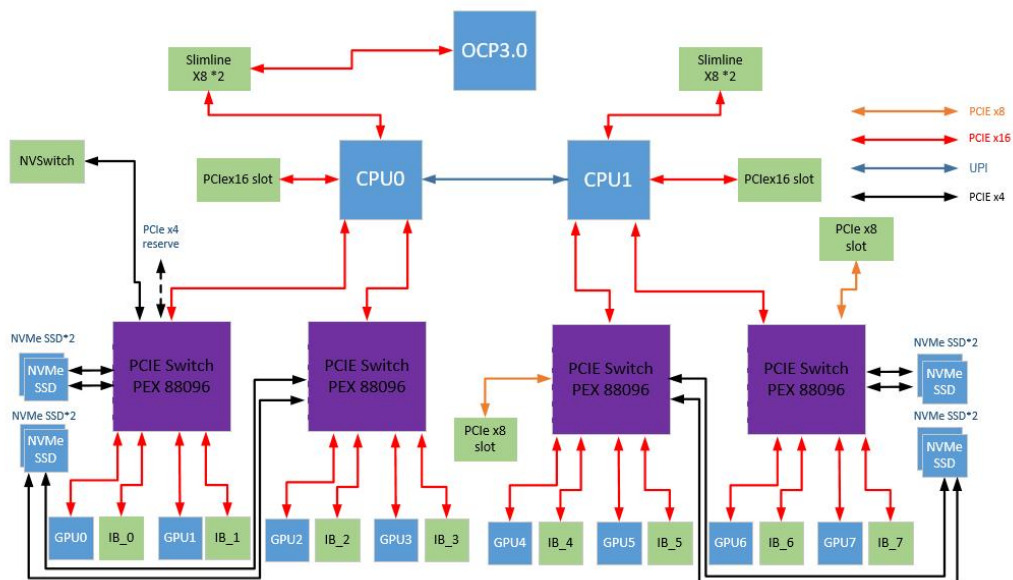 Slimline
X8 *2
OCP3.0
Slimline
X8 *2
PCIE x8
PCIE x16
UPI
PCIE x4
NVSwitch
PCIex16 slot
CPU0
CPU1
PCIex16 slot
PCIe x4
reserve
PCIe x8
slot
NVMe SSD*2
NVMe
SSD
NVMe SSD*2
NVMe
SSD
PCIE Switch
PEX 88096
PCIE Switch
PEX 88096
PCIE Switch
PEX 88096
PCIE Switch
PEX 88096
NVMe SSD*2
NVMe
SSD
NVMe SSD*2
NVMe
SSD
PCIe x8
slot
GPU0
IB_0
GPU1
IB_1
GPU2
IB_2
GPU3
IB_3
GPU4
IB_4
GPU5
IB_5
GPU6
IB_6
GPU7
IB_7